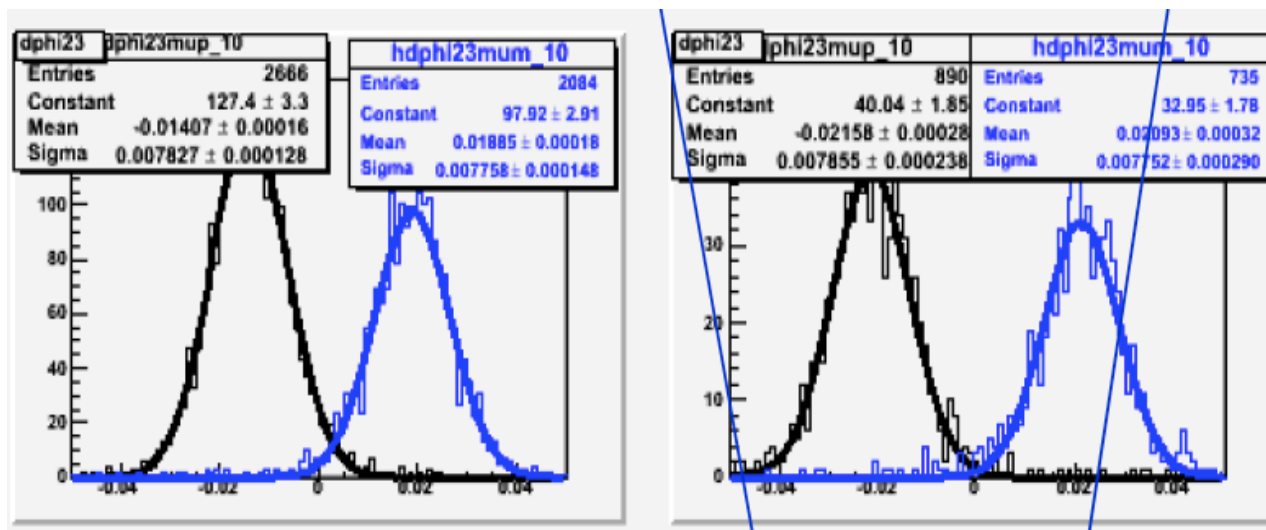 dphi23 dphi23mup_10
Entries 2666
Constant 127.4 ± 3.3
Mean -0.01407 ± 0.00016
Sigma 0.007827 ± 0.000128
hdphi23mum_10
Entries 2084
Constant 97.92 ± 2.91
Mean 0.01885 ± 0.00018
Sigma 0.007758 ± 0.000148
100
80
60
40
20
0
-0.04 -0.02 0 0.02 0.04
dphi23 lphi23mup_10
Entries 890
Constant 40.04 ± 1.85
Mean -0.02158 ± 0.00028
Sigma 0.007855 ± 0.000238
hdphi23mum_10
Entries 735
Constant 32.95 ± 1.78
Mean 0.02093 ± 0.00032
Sigma 0.007752 ± 0.000290
30
20
10
0
-0.04 -0.02 0 0.02 0.04